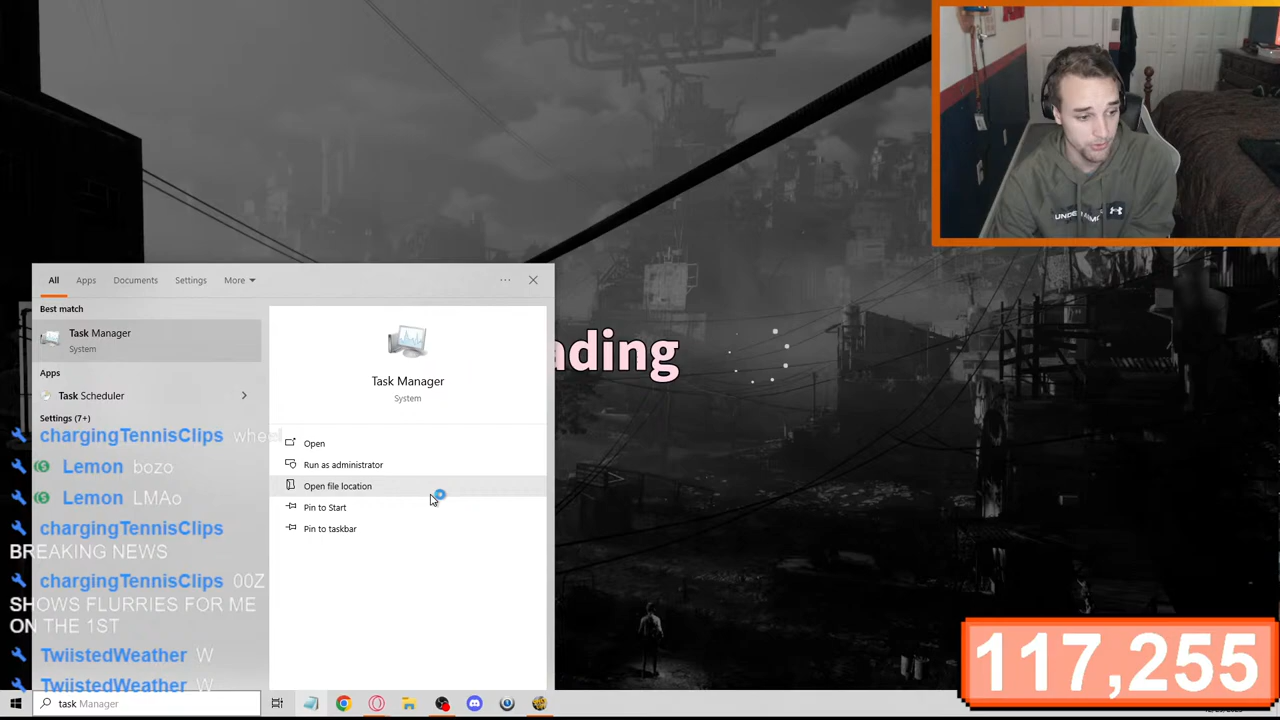 All
Apps
Documents
Settings
More
Best match
Task Manager
System
Apps
Task Scheduler
Settings (7+)
chargingTennisClips wheel
Lemon bozo
Lemon LMAo
chargingTennisClips
BREAKING NEWS
chargingTennisClips 00Z
SHOWS FLURRIES FOR ME
ON THE 1ST
TwiistedWeather W
TwiistedWeather W
task Manager
Task Manager
System
Open
Run as administrator
Open file location
Pin to Start
Pin to taskbar
ading
117,255